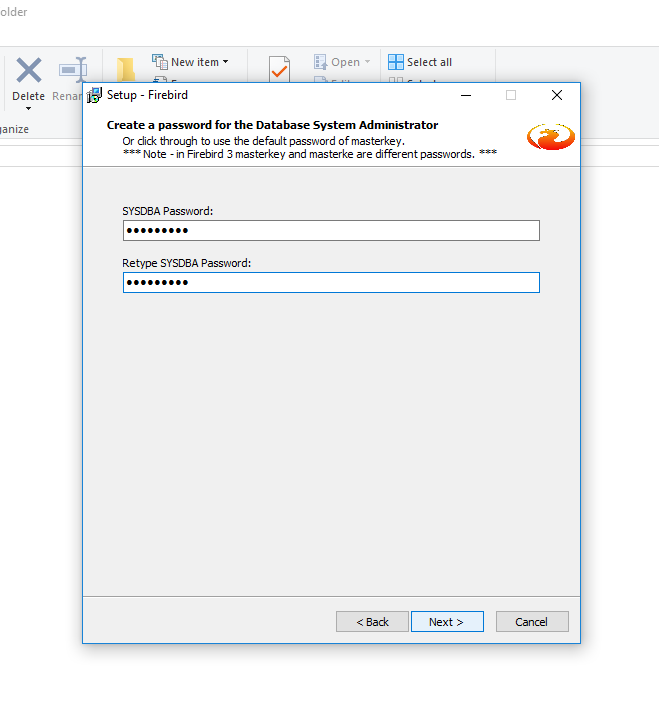 older
New item
Open
Select all
Delete
Setup - Firebird
Create a password for the Database System Administrator
Or click through to use the default password of masterkey.
*** Note - in Firebird 3 masterkey and masterke are different passwords. ***
SYSDBA Password:
•••••••••
Retype SYSDBA Password:
•••••••••
< Back
Next >
Cancel